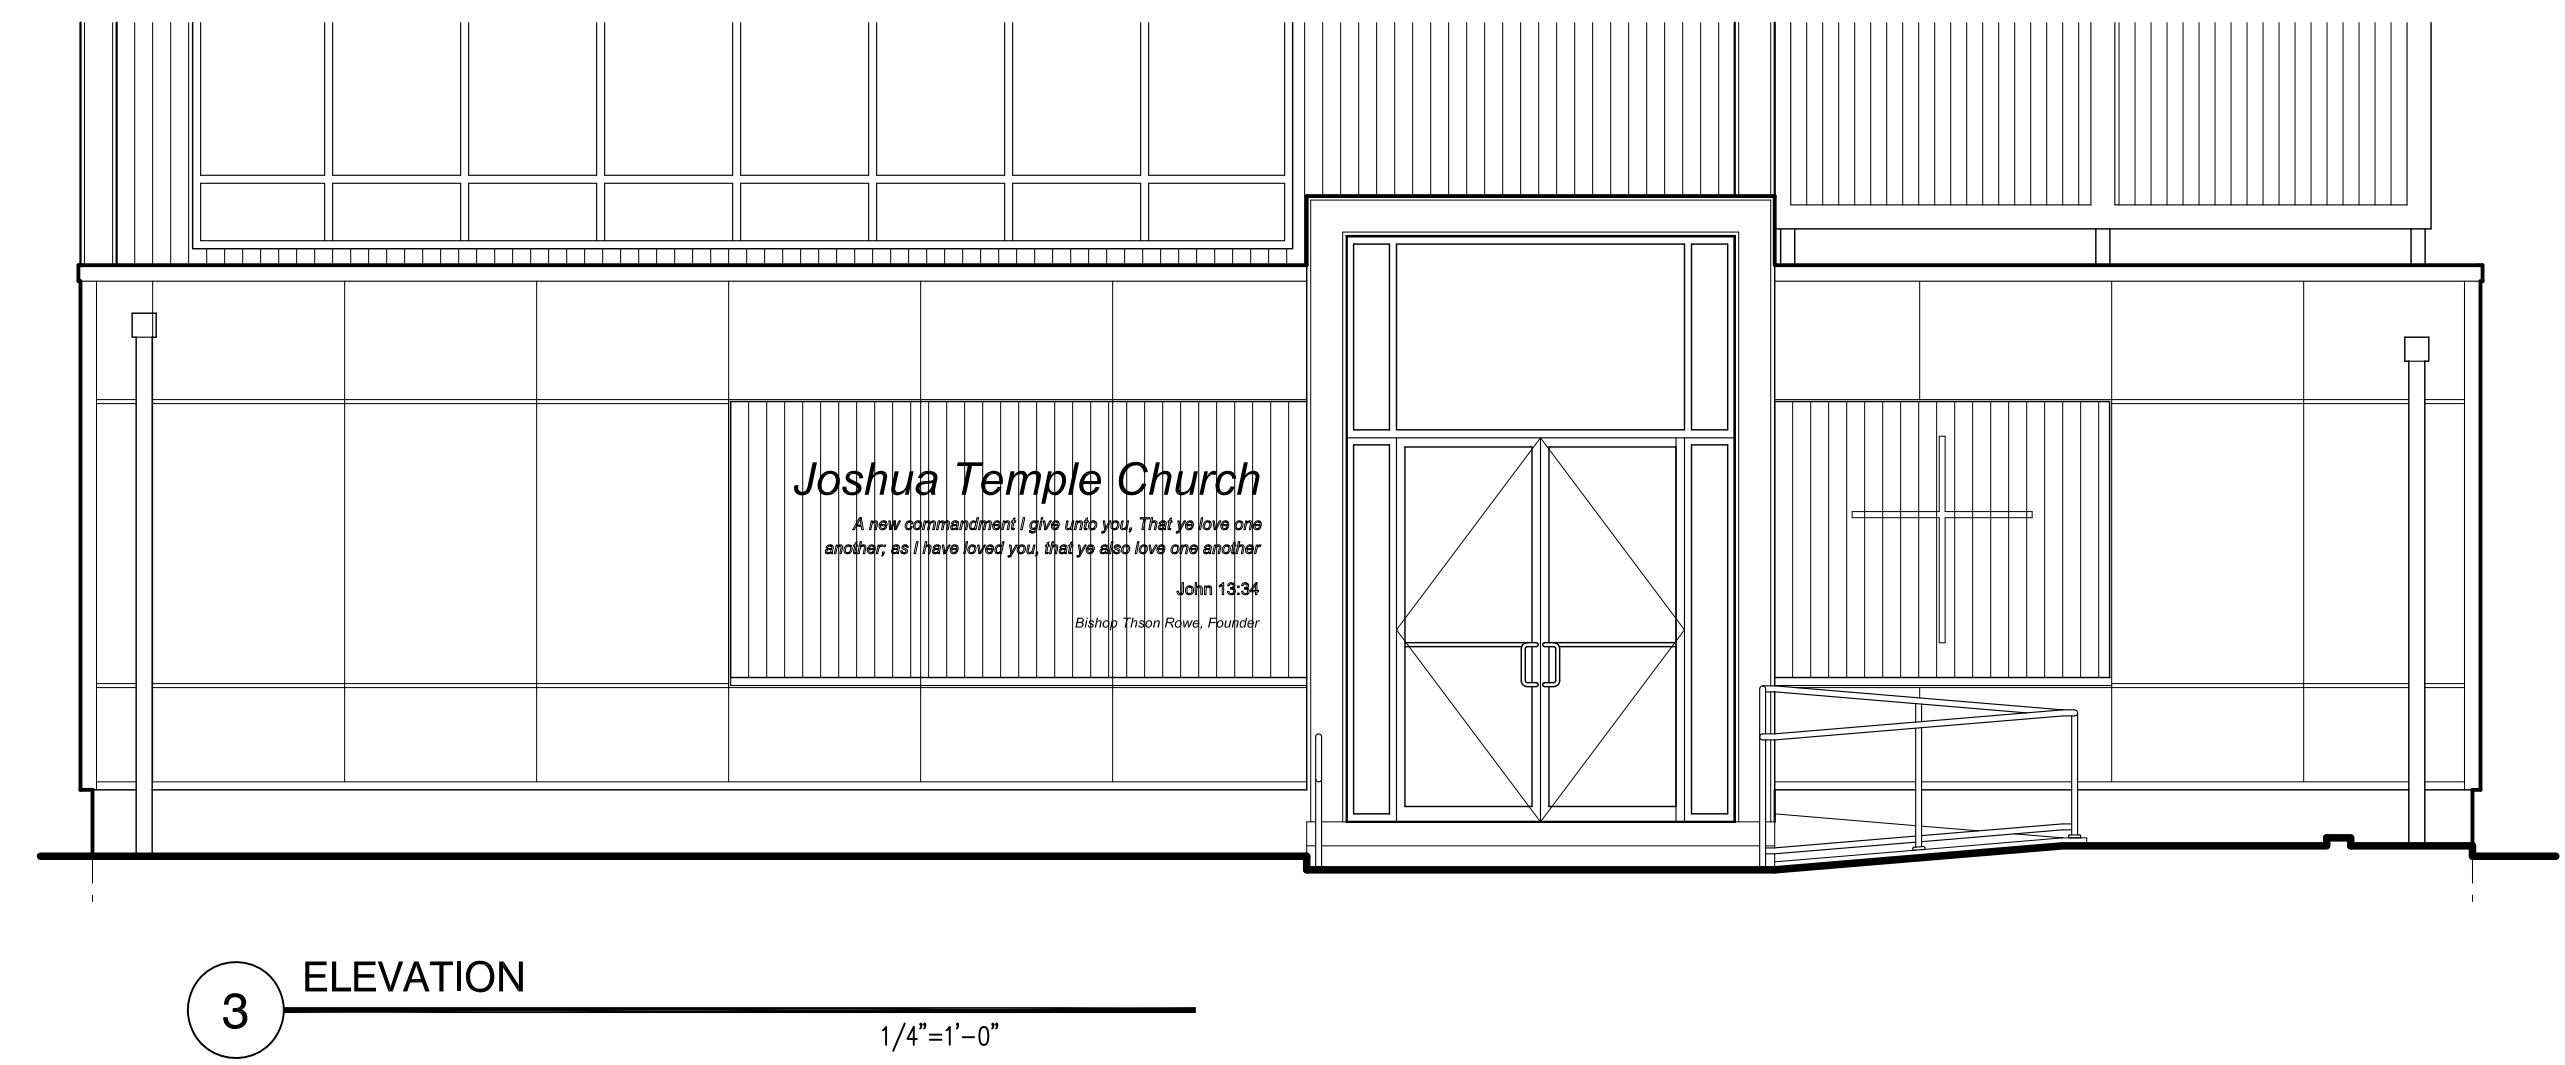 Joshua Temple Church
A new commandment I give unto you, That ye love one
another; as I have loved you, that ye also love one another
John 13:34
Bishop Thson Rowe, Founder
3
ELEVATION
1/4"=1'-0"